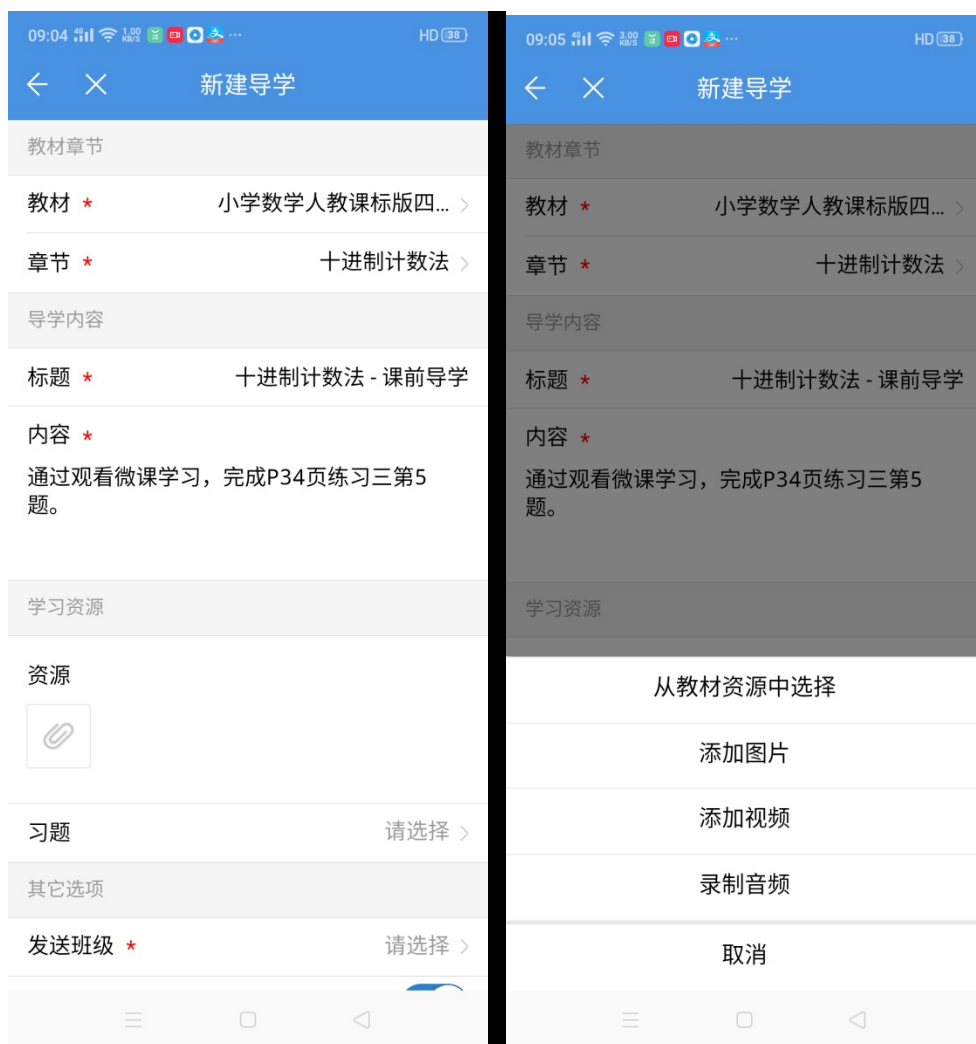 09:04 46 1.00 KB/S ... HD 38
新建导学
教材章节
教材 * 小学数学人教课标版四...
章节 * 十进制计数法
导学内容
标题 * 十进制计数法 - 课前导学
内容 *
通过观看微课学习，完成P34页练习三第5
题。
学习资源
资源
习题 请选择
其它选项
发送班级 * 请选择
09:05 46 3.00 KB/S ... HD 38
新建导学
教材章节
教材 * 小学数学人教课标版四...
章节 * 十进制计数法
导学内容
标题 * 十进制计数法 - 课前导学
内容 *
通过观看微课学习，完成P34页练习三第5
题。
学习资源
从教材资源中选择
添加图片
添加视频
录制音频
取消